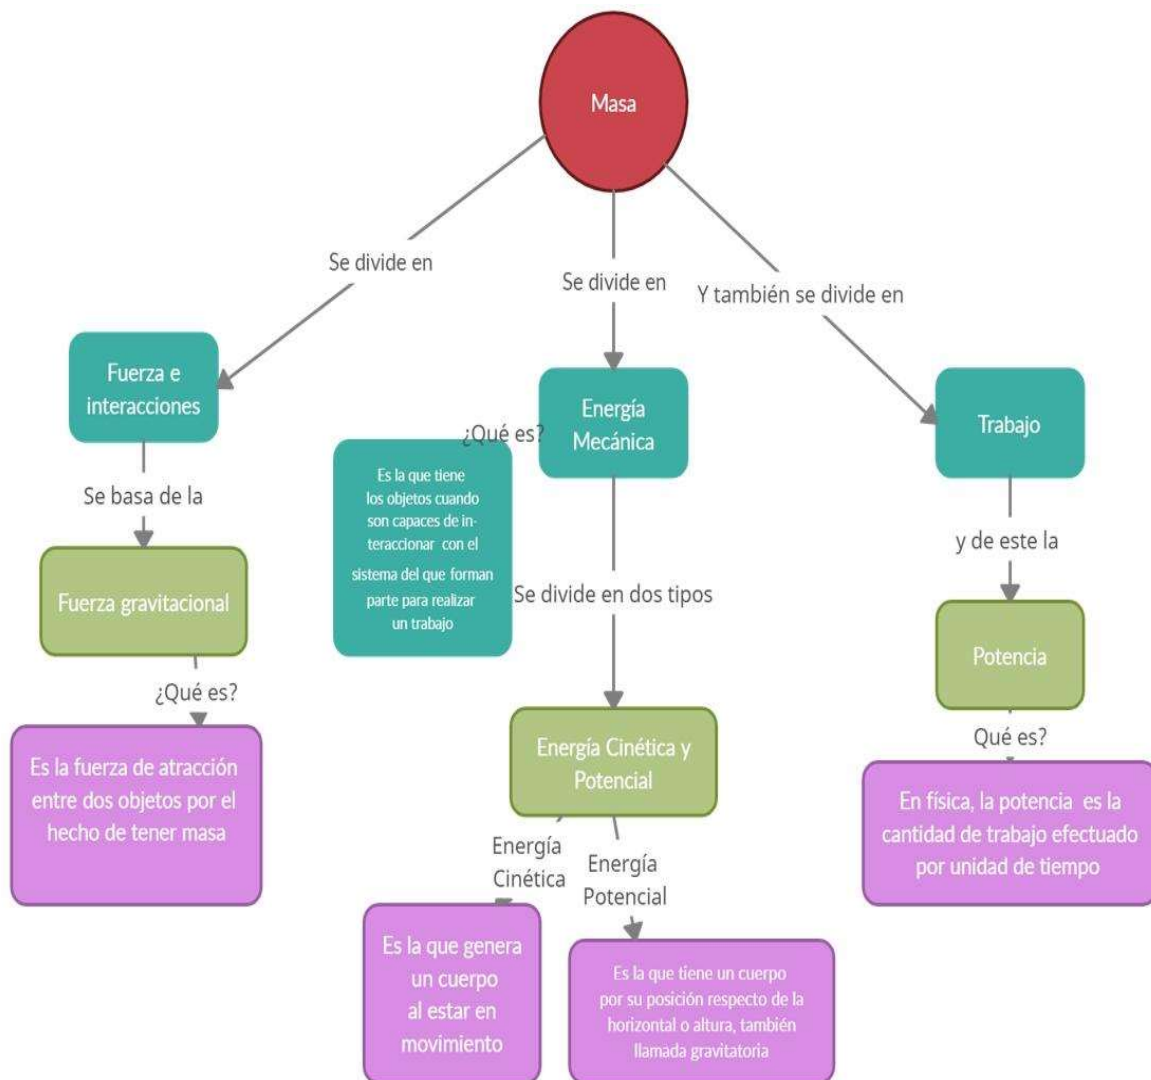 Masa
Se divide en
Se divide en
Y también se divide en
Fuerza e
interacciones
Energía
Mecánica
Trabajo
¿Qué es?
Es la que tiene
los objetos cuando
son capaces de in-
teraccionar con el
sistema del que forman
parte para realizar
un trabajo
Se basa de la
Fuerza gravitacional
¿Qué es?
Es la fuerza de atracción
entre dos objetos por el
hecho de tener masa
Se divide en dos tipos
Energía Cinética y
Potencial
Energía
Cinética
Es la que genera
un cuerpo
al estar en
movimiento
Energía
Potencial
Es la que tiene un cuerpo
por su posición respecto de la
horizontal o altura, también
llamada gravitatoria
y de este la
Potencia
Qué es?
En física, la potencia es la
cantidad de trabajo efectuado
por unidad de tiempo